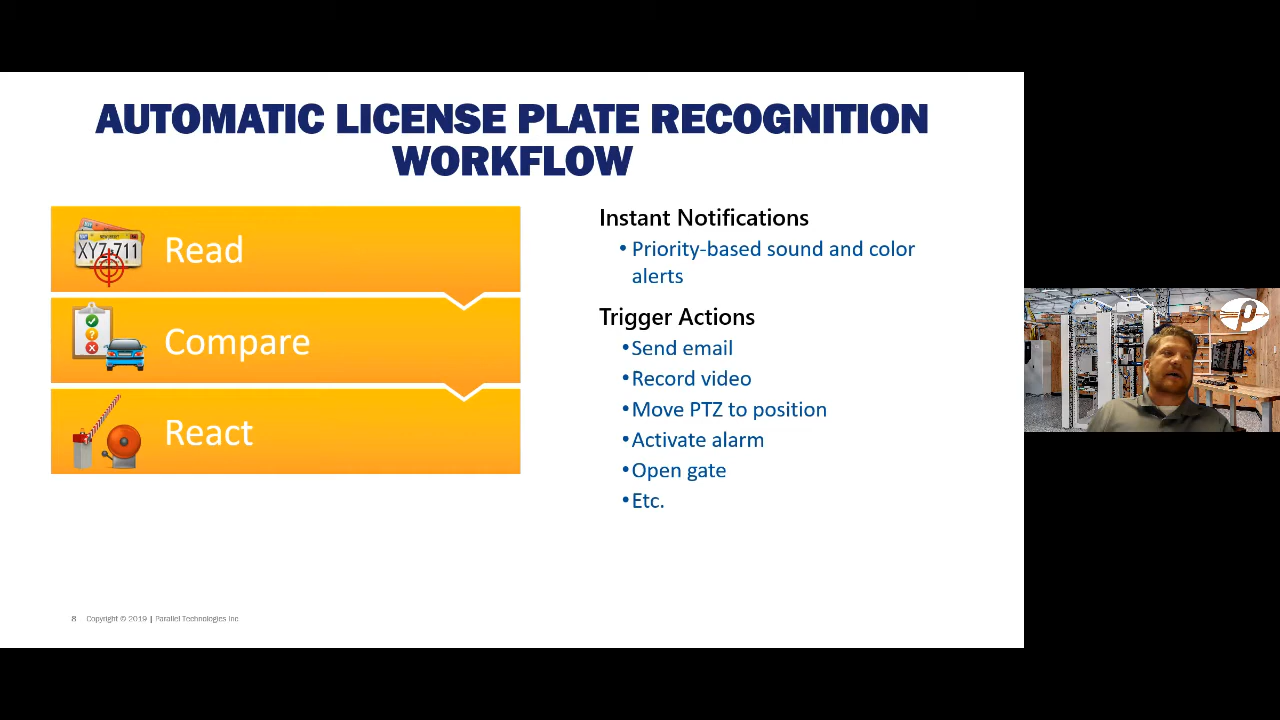 AUTOMATIC LICENSE PLATE RECOGNITION
WORKFLOW
XYZ 711
Read
Compare
React
Instant Notifications
• Priority-based sound and color
alerts
Trigger Actions
•Send email
•Record video
•Move PTZ to position
•Activate alarm
•Open gate
•Etc.
8 Copyright © 2019 | Parallel Technologies Inc
p